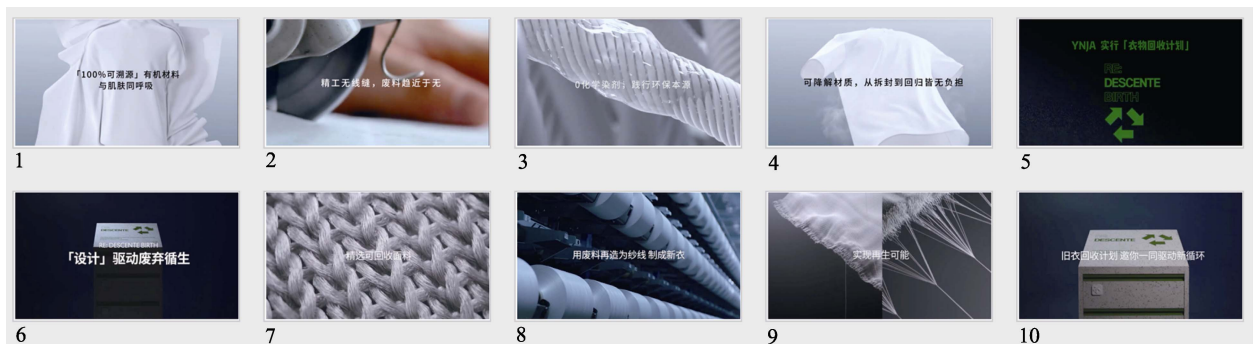 「100%可溯源」有机材料
与肌肤同呼吸
1
精工无线缝,废料趋近于无
2
0化学染剂,践行环保本源
3
可降解材质,从拆封到回归皆无负担
4
YNJA 实行「衣物回收计划」
RE:
DESCENTE
BIRTH
5
DESCENTE
RE: DESCENTE BIRTH
「设计」驱动废弃循生
6
精选可回收面料
7
用废料再造为纱线 制成新衣
8
实现再生可能
9
DESCENTE
旧衣回收计划 邀你一同驱动新循环
10